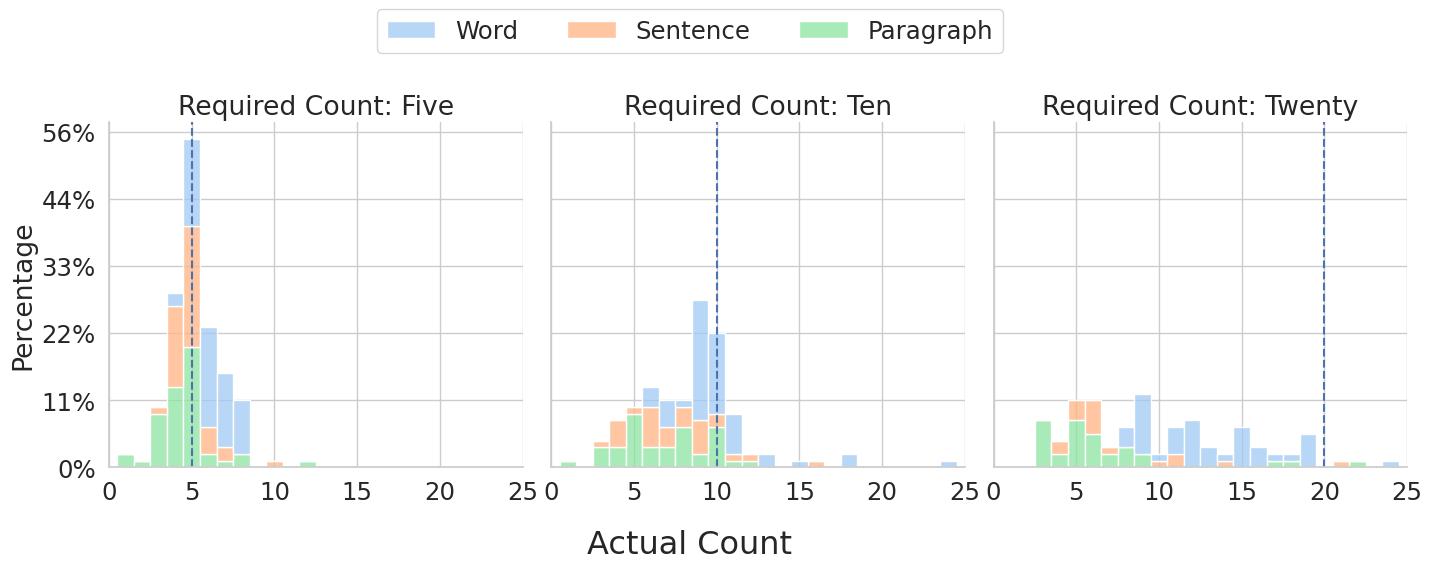 Word Sentence Paragraph
Required Count: Five Required Count: Ten Required Count: Twenty
56%
44%
33%
22%
11%
0%
Percentage
0 5 10 15 20 25 0 5 10 15 20 25 0 5 10 15 20 25
Actual Count